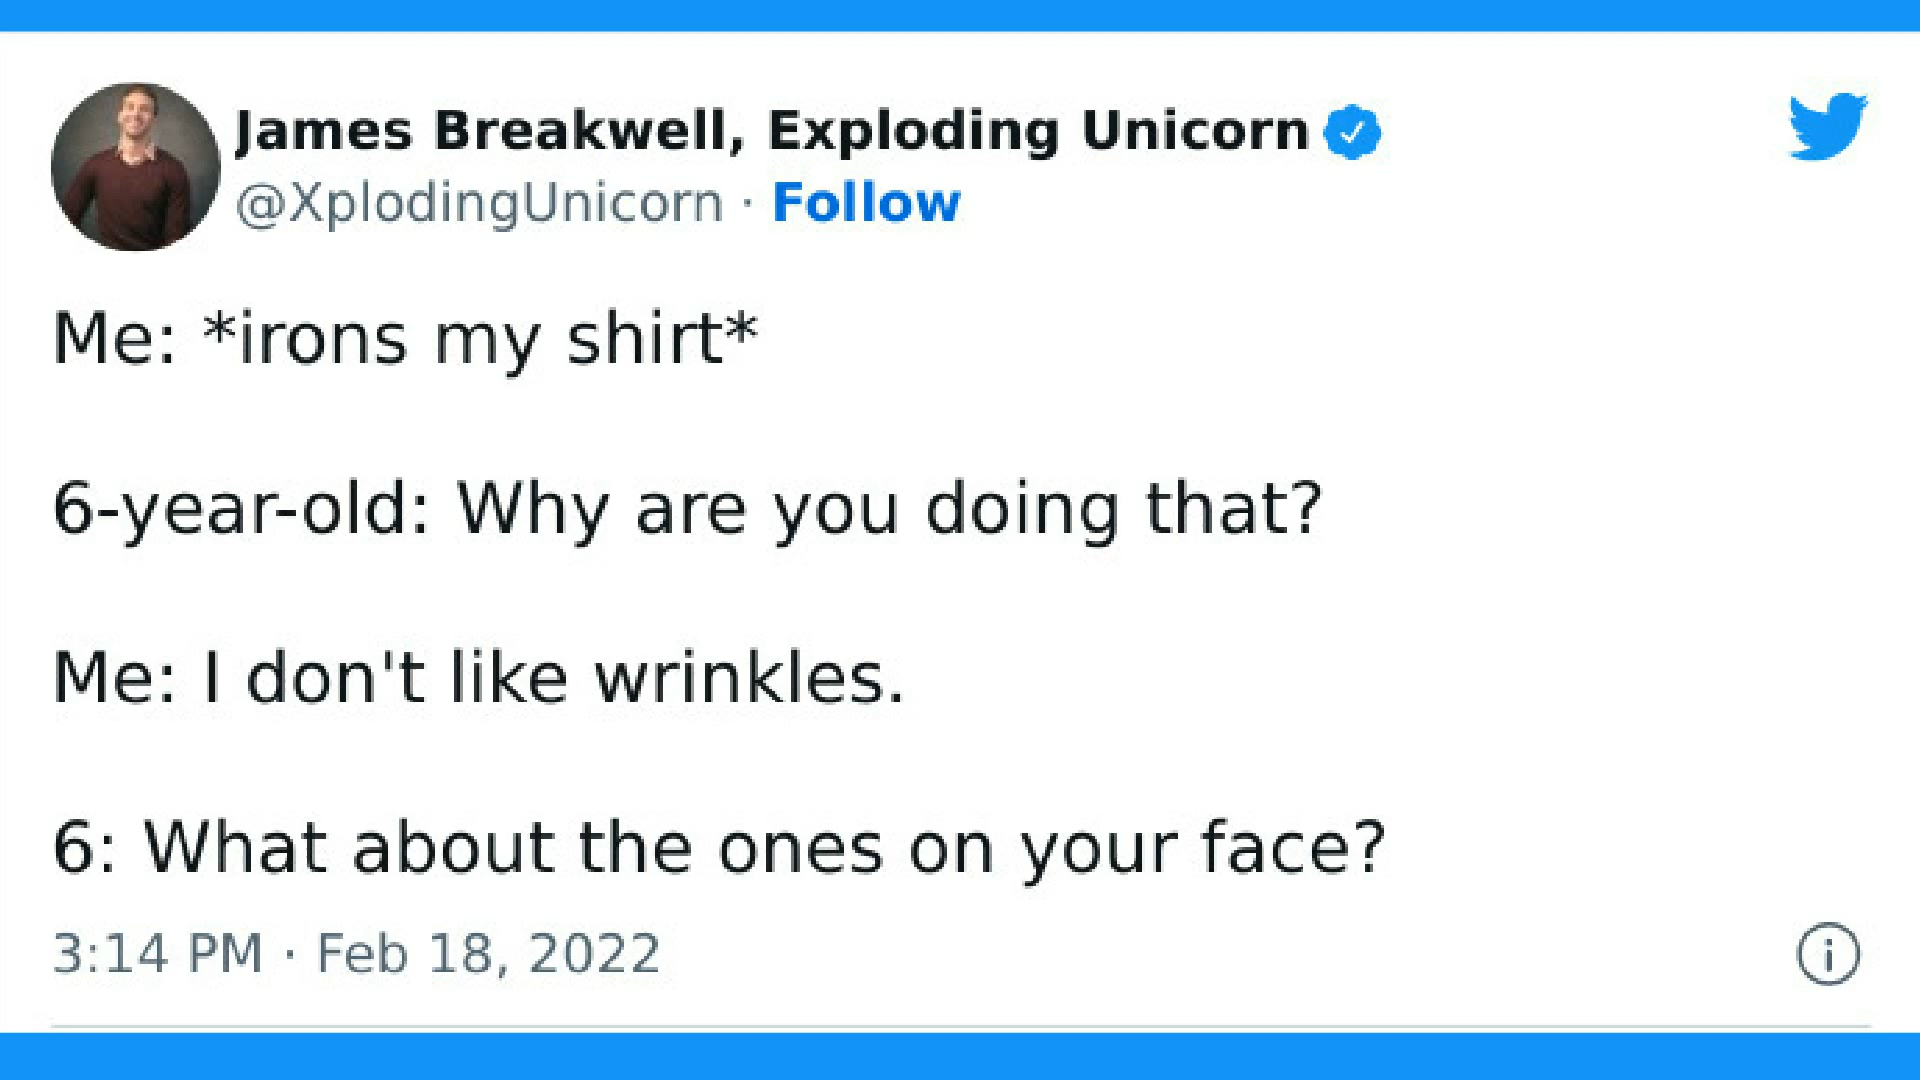 James Breakwell, Exploding Unicorn
@XplodingUnicorn · Follow
Me: *irons my shirt*
6-year-old: Why are you doing that?
Me: I don't like wrinkles.
6: What about the ones on your face?
3:14 PM · Feb 18, 2022